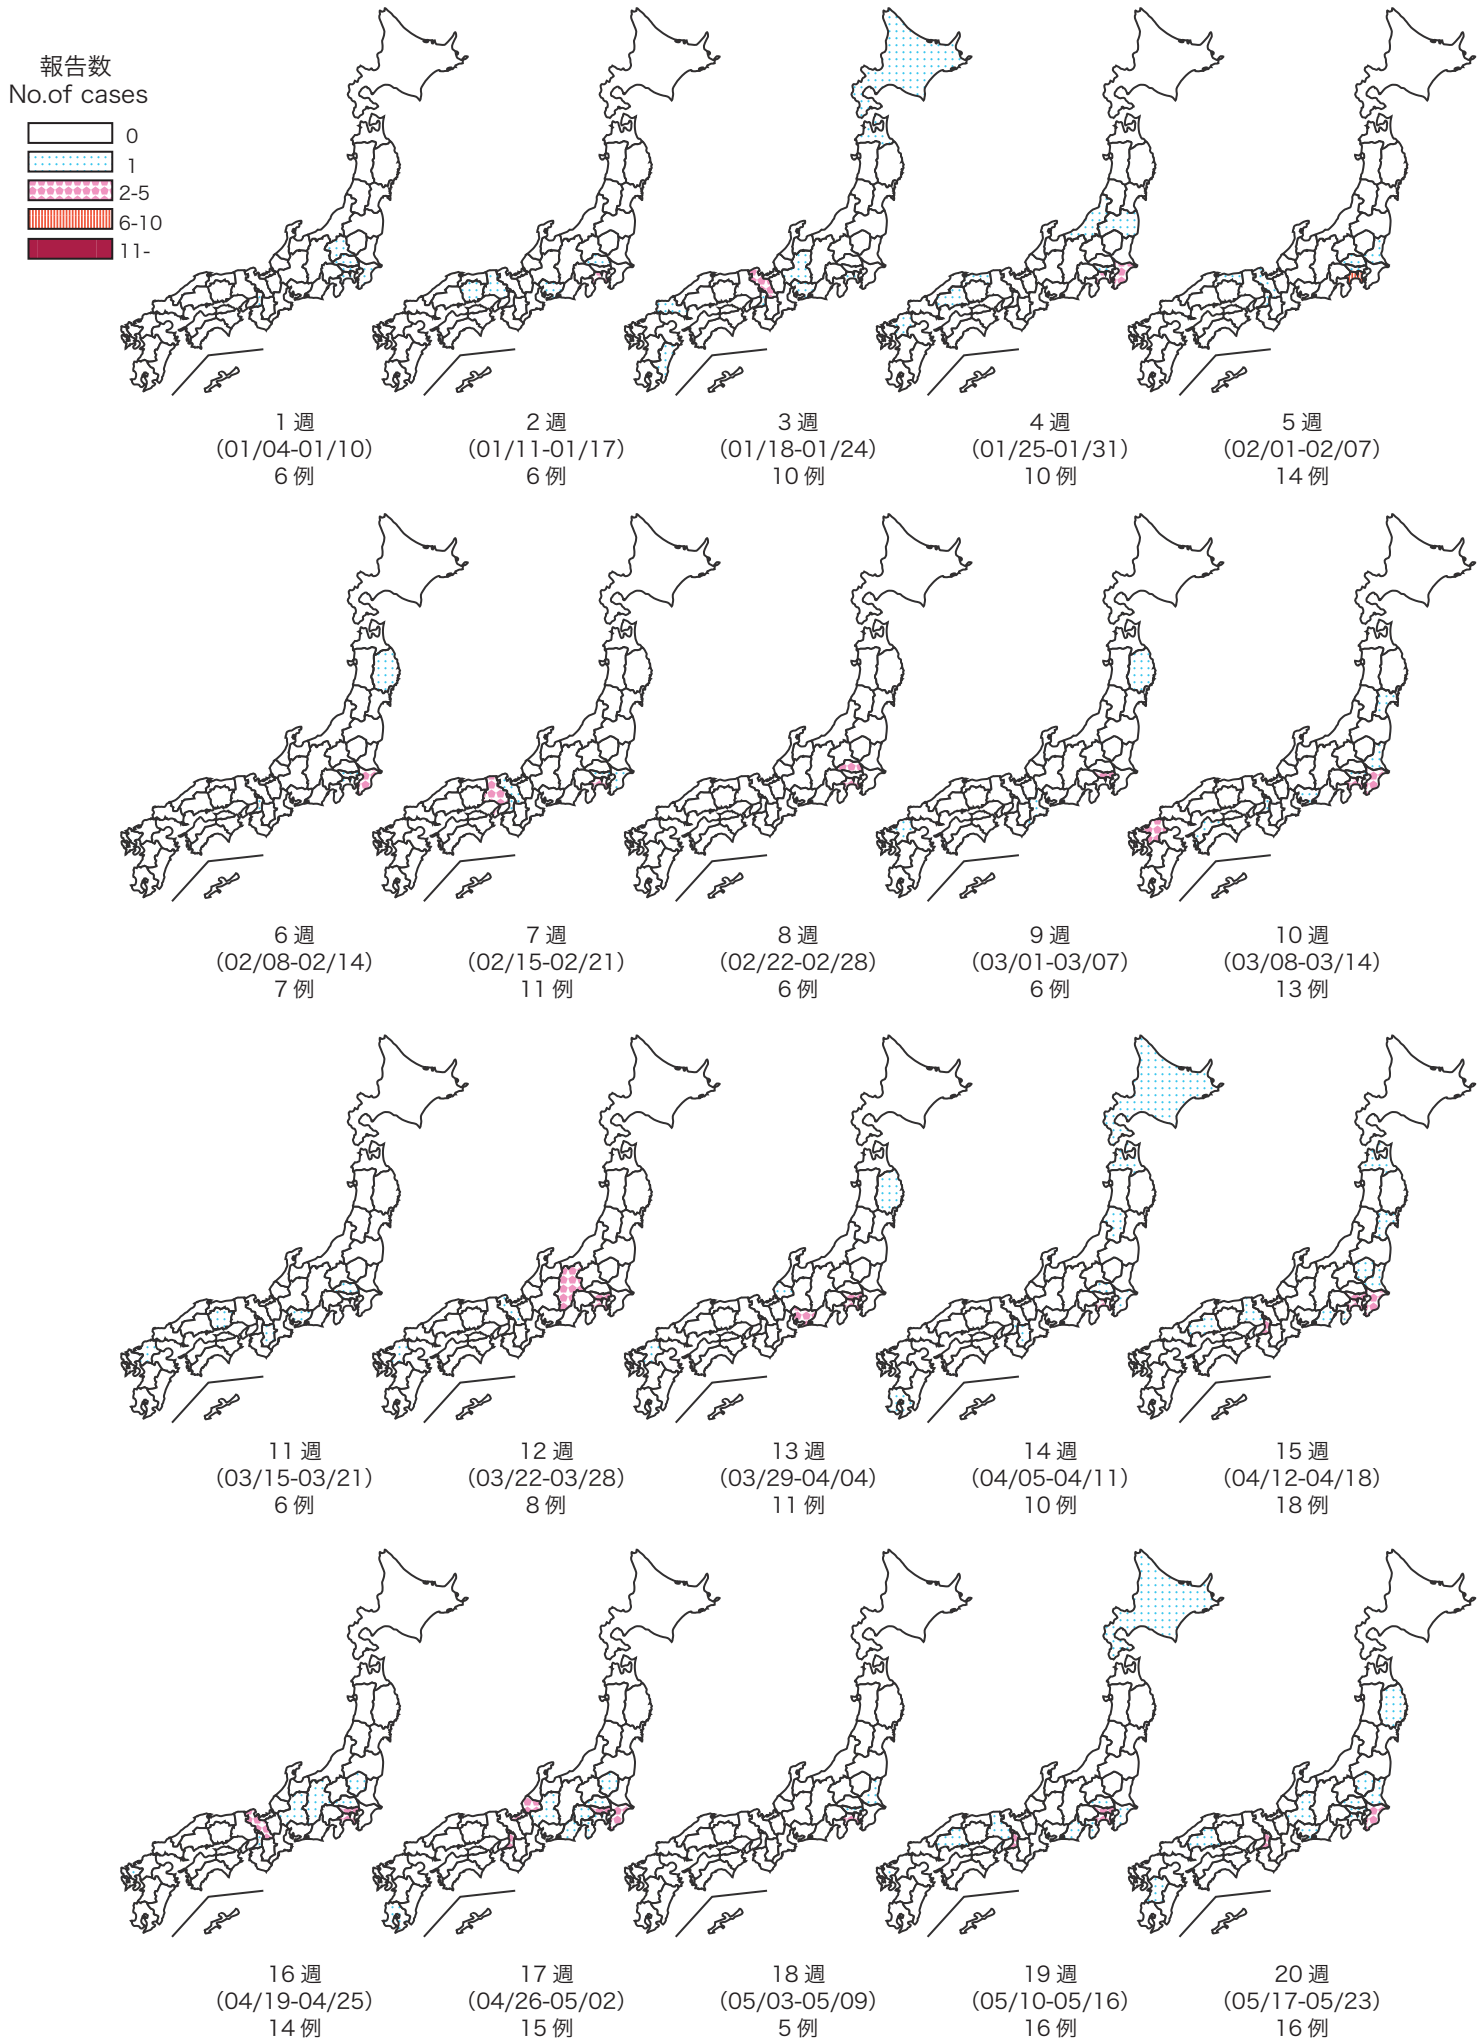 報告数
No.of cases
0
1
2-5
6-10
11-
1 週
（01/04-01/10）
6 例
2 週
（01/11-01/17）
6 例
3 週
（01/18-01/24）
10 例
4 週
（01/25-01/31）
10 例
5 週
（02/01-02/07）
14 例
6 週
（02/08-02/14）
7 例
7 週
（02/15-02/21）
11 例
8 週
（02/22-02/28）
6 例
9 週
（03/01-03/07）
6 例
10 週
（03/08-03/14）
13 例
11 週
（03/15-03/21）
6 例
12 週
（03/22-03/28）
8 例
13 週
（03/29-04/04）
11 例
14 週
（04/05-04/11）
10 例
15 週
（04/12-04/18）
18 例
16 週
（04/19-04/25）
14 例
17 週
（04/26-05/02）
15 例
18 週
（05/03-05/09）
5 例
19 週
（05/10-05/16）
16 例
20 週
（05/17-05/23）
16 例